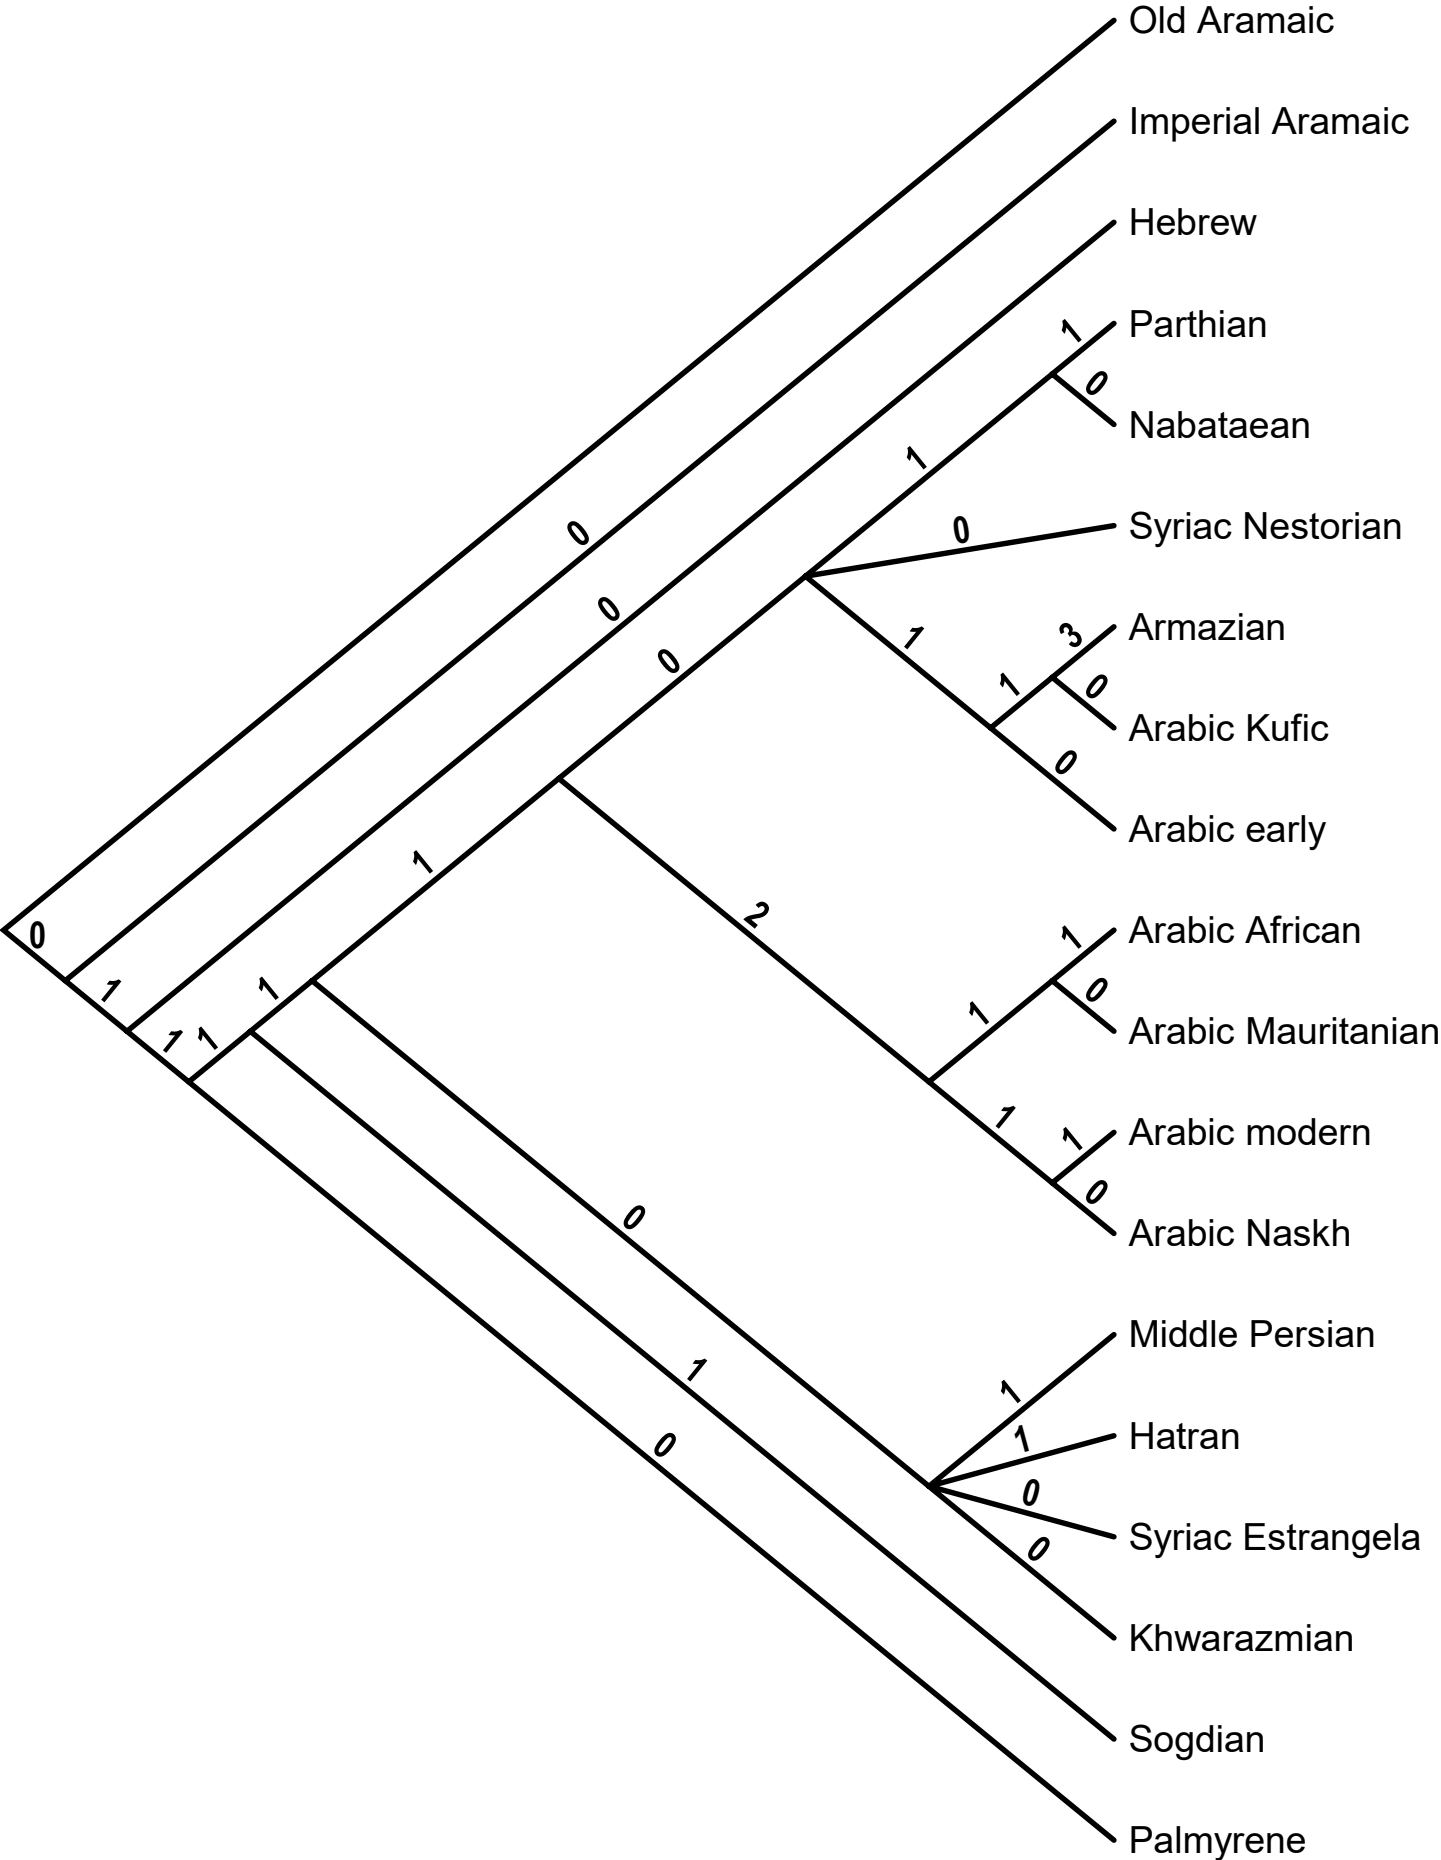 Old Aramaic
Imperial Aramaic
Hebrew
1
Parthian
0
Nabataean
1
0
Syriac Nestorian
0
0
1
3
Armazian
0
1
0
Arabic Kufic
0
Arabic early
1
2
1
Arabic African
0
1
1
1
1
1
0
Arabic Mauritanian
1
1
Arabic modern
0
Arabic Naskh
0
Middle Persian
1
1
1
Hatran
0
0
Syriac Estrangela
0
Khwarazmian
Sogdian
Palmyrene